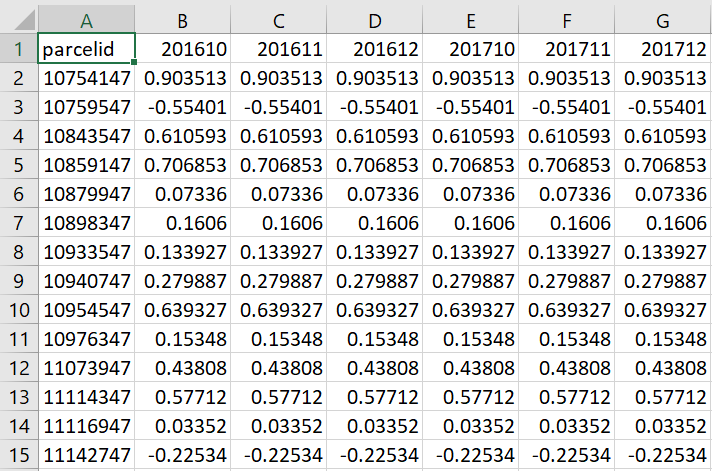 A B C D E F G
1 parcelid 201610 201611 201612 201710 201711 201712
2 10754147 0.903513 0.903513 0.903513 0.903513 0.903513 0.903513
3 10759547 -0.55401 -0.55401 -0.55401 -0.55401 -0.55401 -0.55401
4 10843547 0.610593 0.610593 0.610593 0.610593 0.610593 0.610593
5 10859147 0.706853 0.706853 0.706853 0.706853 0.706853 0.706853
6 10879947 0.07336 0.07336 0.07336 0.07336 0.07336 0.07336
7 10898347 0.1606 0.1606 0.1606 0.1606 0.1606 0.1606
8 10933547 0.133927 0.133927 0.133927 0.133927 0.133927 0.133927
9 10940747 0.279887 0.279887 0.279887 0.279887 0.279887 0.279887
10 10954547 0.639327 0.639327 0.639327 0.639327 0.639327 0.639327
11 10976347 0.15348 0.15348 0.15348 0.15348 0.15348 0.15348
12 11073947 0.43808 0.43808 0.43808 0.43808 0.43808 0.43808
13 11114347 0.57712 0.57712 0.57712 0.57712 0.57712 0.57712
14 11116947 0.03352 0.03352 0.03352 0.03352 0.03352 0.03352
15 11142747 -0.22534 -0.22534 -0.22534 -0.22534 -0.22534 -0.22534